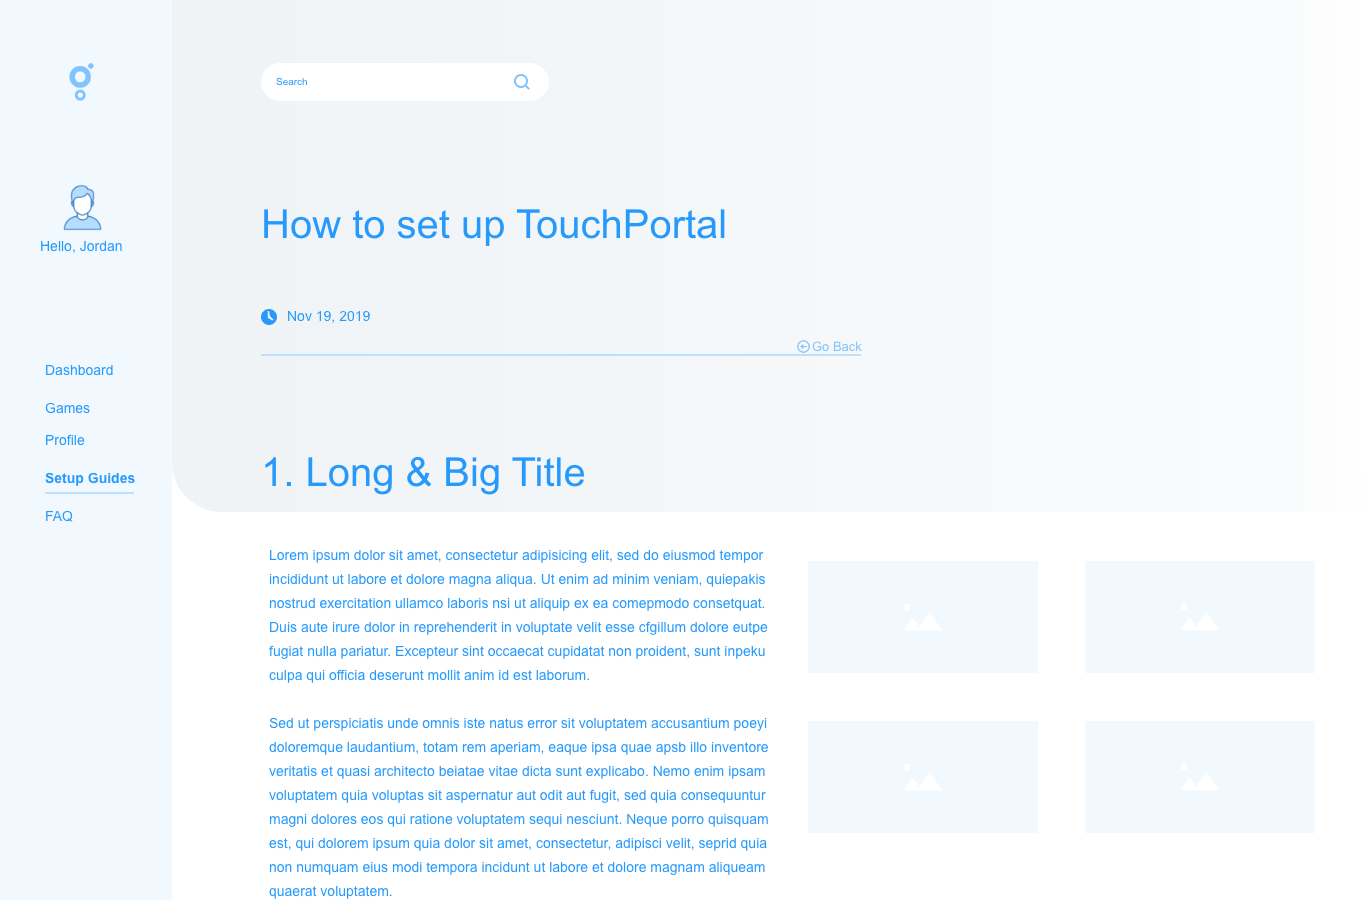 Search
Hello, Jordan
Dashboard
Games
Profile
Setup Guides
FAQ
How to set up TouchPortal
Nov 19, 2019
Go Back
1. Long & Big Title
Lorem ipsum dolor sit amet, consectetur adipisicing elit, sed do eiusmod tempor
incididunt ut labore et dolore magna aliqua. Ut enim ad minim veniam, quiepakis
nostrud exercitation ullamco laboris nsi ut aliquip ex ea comepmodo consetquat.
Duis aute irure dolor in reprehenderit in voluptate velit esse cfgillum dolore eutpe
fugiat nulla pariatur. Excepteur sint occaecat cupidatat non proident, sunt inpeku
culpa qui officia deserunt mollit anim id est laborum.
Sed ut perspiciatis unde omnis iste natus error sit voluptatem accusantium poeyi
doloremque laudantium, totam rem aperiam, eaque ipsa quae apsb illo inventore
veritatis et quasi architecto beiatae vitae dicta sunt explicabo. Nemo enim ipsam
voluptatem quia voluptas sit aspernatur aut odit aut fugit, sed quia consequuntur
magni dolores eos qui ratione voluptatem sequi nesciunt. Neque porro quisquam
est, qui dolorem ipsum quia dolor sit amet, consectetur, adipisci velit, seprid quia
non numquam eius modi tempora incidunt ut labore et dolore magnam aliqueam
quaerat voluptatem.